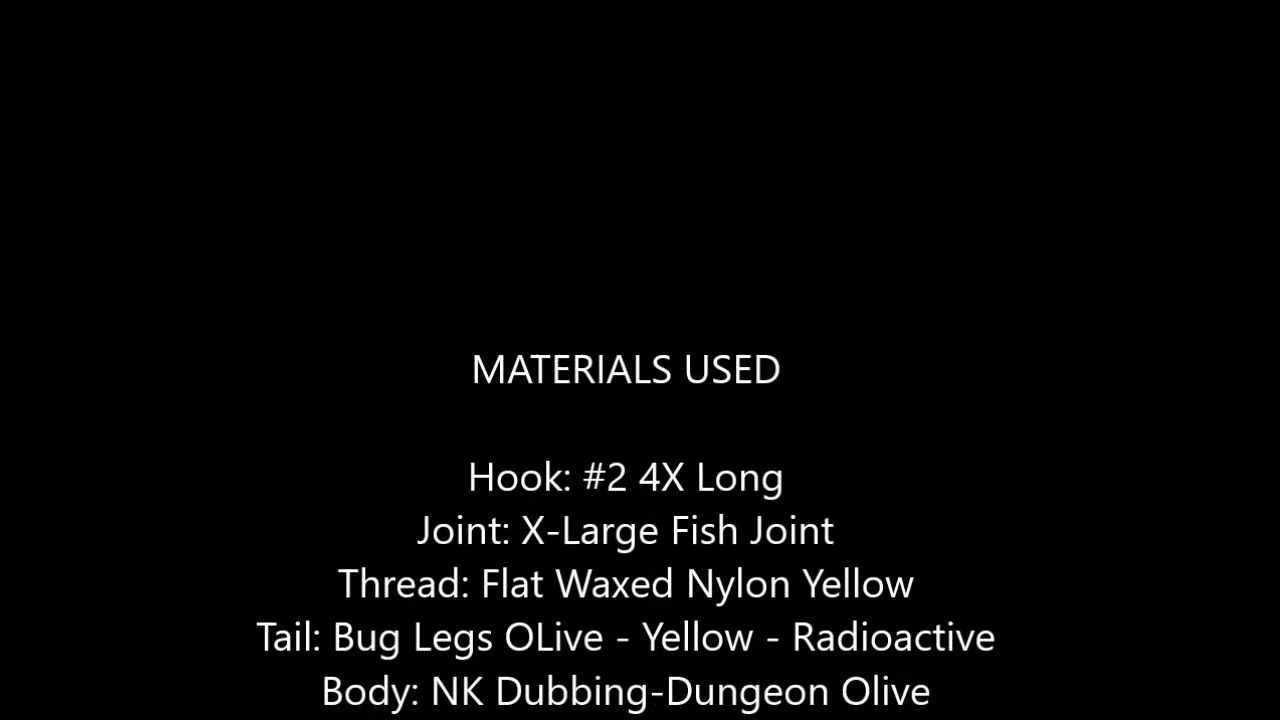 MATERIALS USED
Hook: #2 4X Long
Joint: X-Large Fish Joint
Thread: Flat Waxed Nylon Yellow
Tail: Bug Legs OLive - Yellow - Radioactive
Body: NK Dubbing-Dungeon Olive